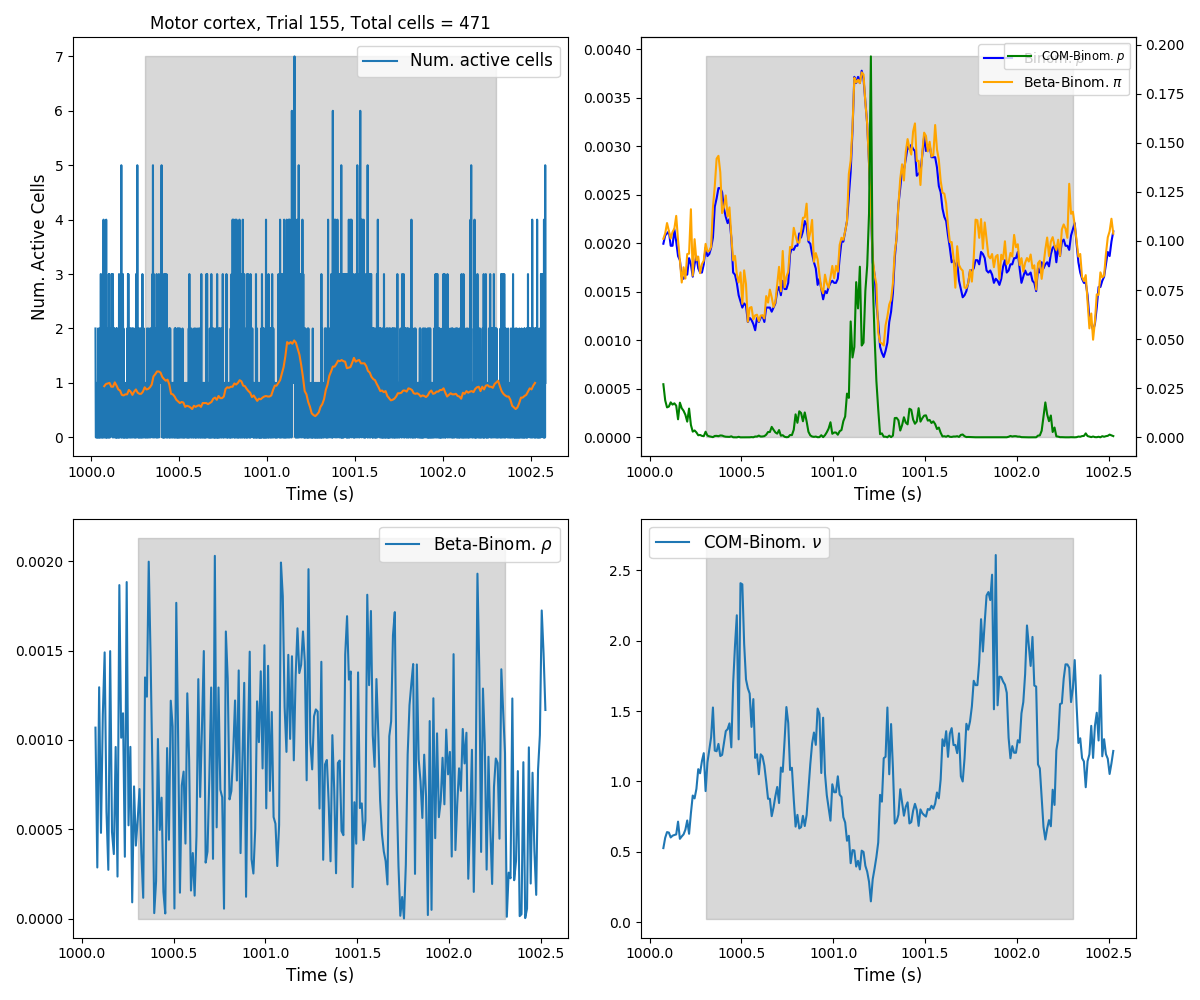 Motor cortex, Trial 155, Total cells = 471
Num. active cells
Num. Active Cells
7
6
5
4
3
2
1
0
1000.0 1000.5 1001.0 1001.5 1002.0 1002.5
Time (s)
COM-Binom. p
Binom. p
Beta-Binom. π
0.0040
0.0035
0.0030
0.0025
0.0020
0.0015
0.0010
0.0005
0.0000
0.200
0.175
0.150
0.125
0.100
0.075
0.050
0.025
0.000
1000.0 1000.5 1001.0 1001.5 1002.0 1002.5
Time (s)
Beta-Binom. ρ
0.0020
0.0015
0.0010
0.0005
0.0000
1000.0 1000.5 1001.0 1001.5 1002.0 1002.5
Time (s)
COM-Binom. ν
2.5
2.0
1.5
1.0
0.5
0.0
1000.0 1000.5 1001.0 1001.5 1002.0 1002.5
Time (s)